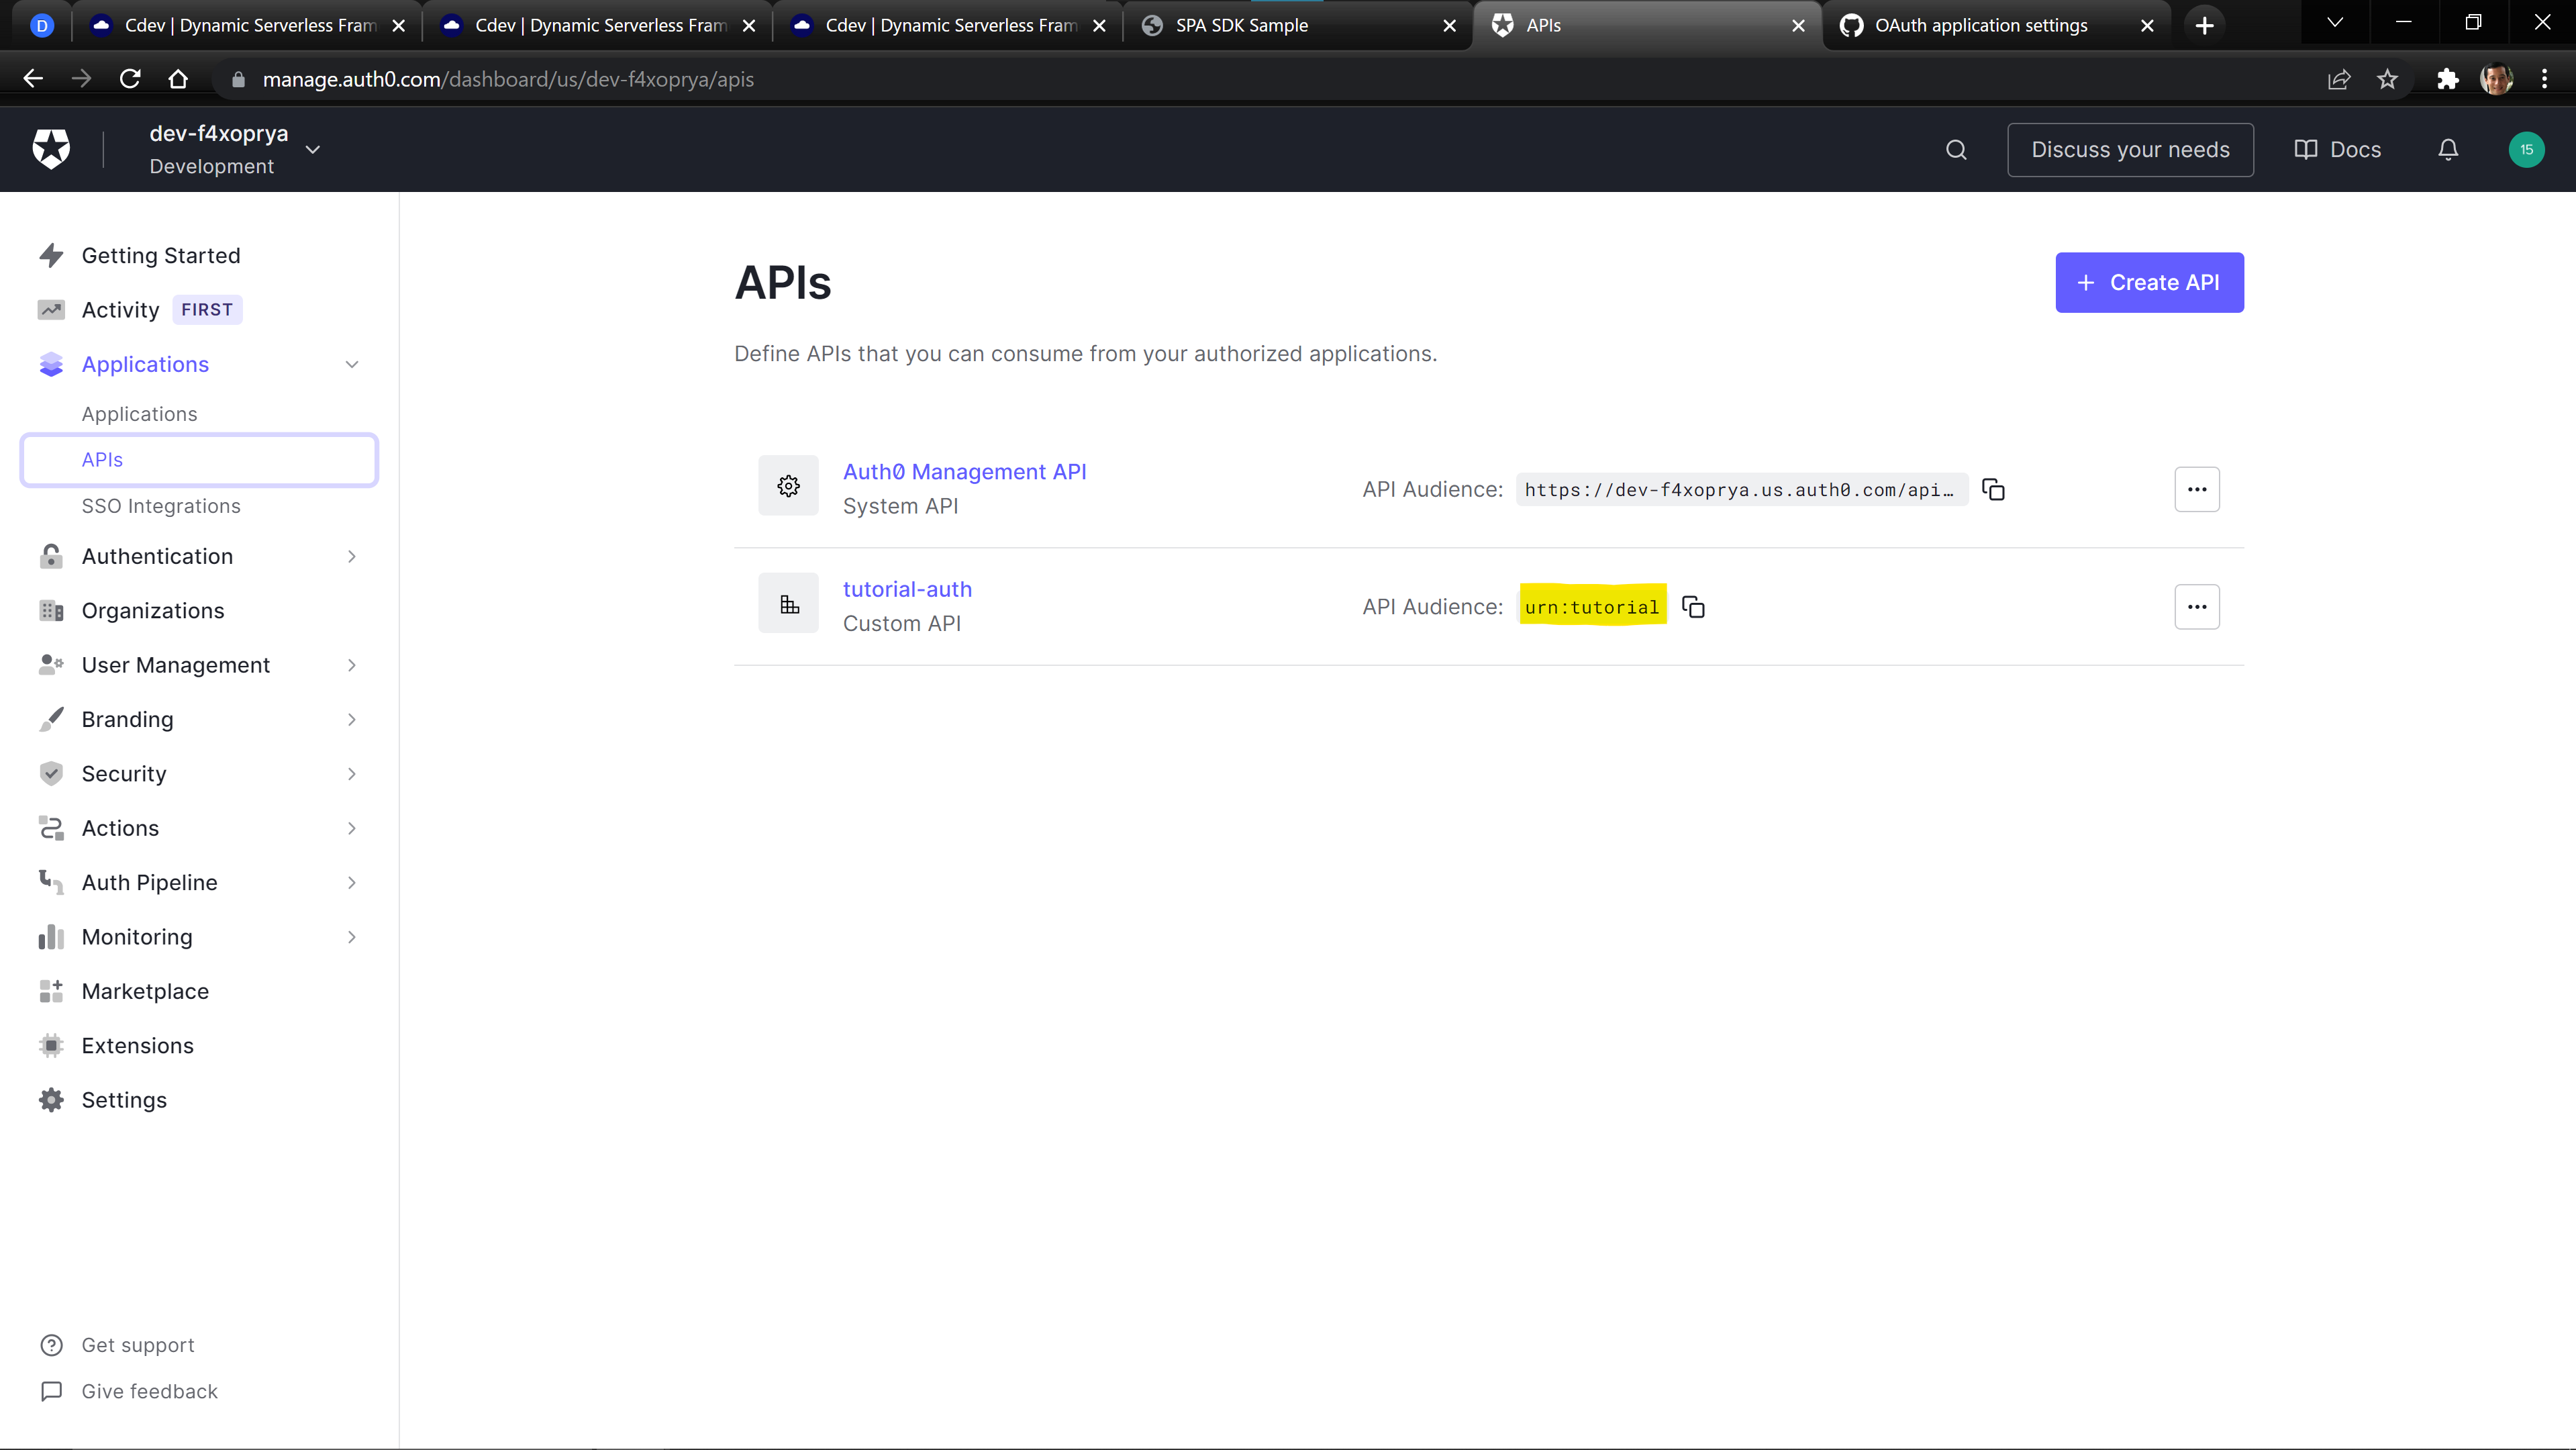 D
Cdev | Dynamic Serverless Fram
Cdev | Dynamic Serverless Fram
Cdev | Dynamic Serverless Fram
SPA SDK Sample
APIs
OAuth application settings
manage.auth0.com/dashboard/us/dev-f4xoprya/apis
dev-f4xoprya
Development
Discuss your needs
Docs
15
Getting Started
Activity FIRST
Applications
Applications
APIs
SSO Integrations
Authentication
Organizations
User Management
Branding
Security
Actions
Auth Pipeline
Monitoring
Marketplace
Extensions
Settings
Get support
Give feedback
APIs
+ Create API
Define APIs that you can consume from your authorized applications.
Auth0 Management API
System API
API Audience: https://dev-f4xoprya.us.auth0.com/api…
tutorial-auth
Custom API
API Audience: urn:tutorial